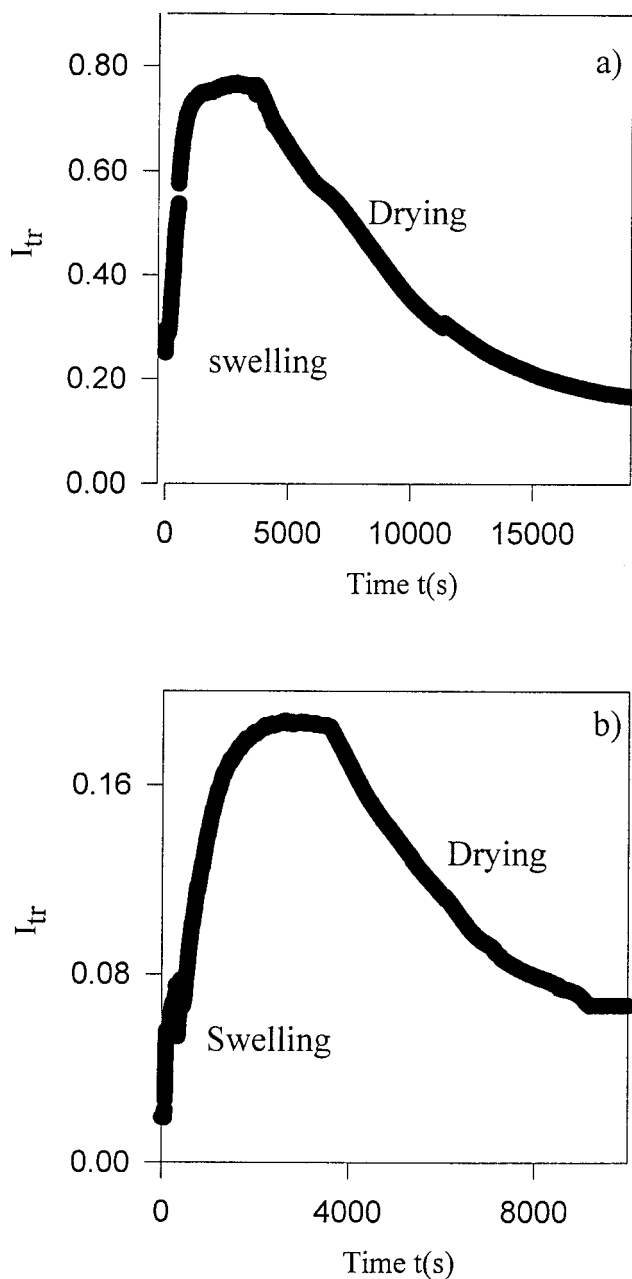 a)
0.80
0.60
0.40
0.20
0.00
I_tr
Drying
swelling
0 5000 10000 15000
Time t(s)
b)
0.16
0.08
0.00
I_tr
Drying
Swelling
0 4000 8000
Time t(s)